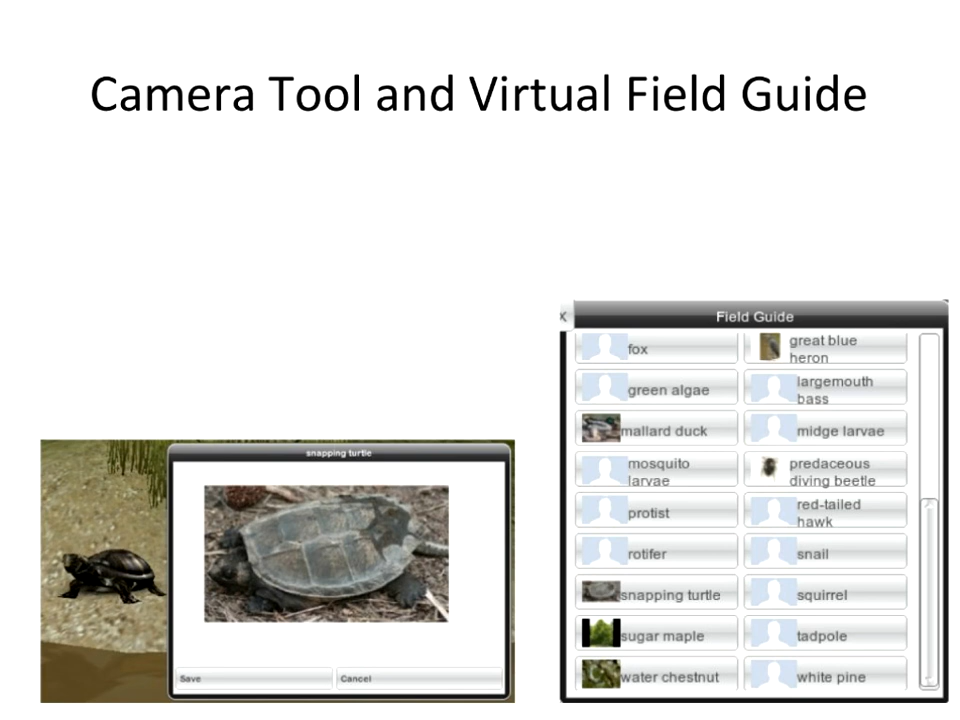 Camera Tool and Virtual Field Guide
snapping turtle
Save
Cancel
X
Field Guide
fox
great blue
heron
green algae
largemouth
bass
mallard duck
midge larvae
mosquito
larvae
predaceous
diving beetle
protist
red-tailed
hawk
rotifer
snail
snapping turtle
squirrel
sugar maple
tadpole
water chestnut
white pine